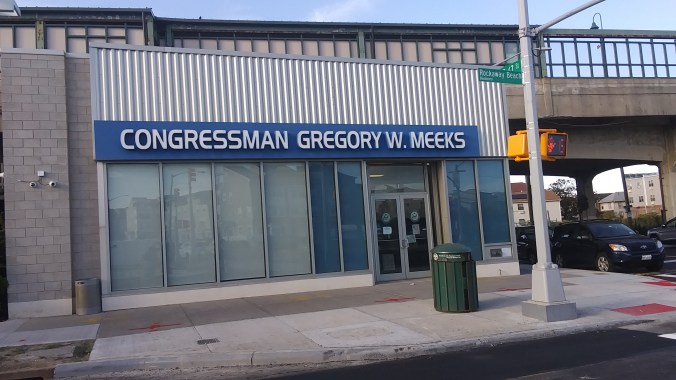 CONGRESSMAN GREGORY W. MEEKS
Rockaway Beach